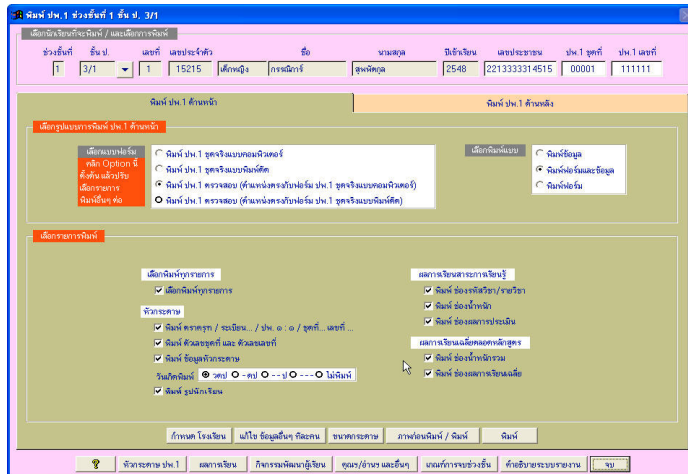 พิมพ์ ปพ.1 ช่วงชั้นที่ 1 ชั้น ป. 3/1
เลือกนักเรียนที่จะพิมพ์ / และเลือกการพิมพ์
ช่วงชั้นที่ ชั้น ป. เลขที่ เลขประจำตัว ชื่อ นามสกุล ปีเข้าเรียน เลขประชาชน ปพ.1 ชุดที่ ปพ.1 เลขที่
1 3/1 1 15215 เด็กหญิง กรรณิการ์ สุพพัตกุล 2548 2213333314515 00001 111111
พิมพ์ ปพ.1 ด้านหน้า พิมพ์ ปพ.1 ด้านหลัง
เลือกรูปแบบการพิมพ์ ปพ.1 ด้านหน้า
เลือกแบบฟอร์ม
คลิก Option นี้
ตั้งต้น แล้วปรับ
เลือกรายการ
พิมพ์อื่นๆ ต่อ
พิมพ์ ปพ.1 ชุดจริงแบบคอมพิวเตอร์
พิมพ์ ปพ.1 ชุดจริงแบบพิมพ์ดีด
พิมพ์ ปพ.1 ตรวจสอบ (ตำแหน่งตรงกับฟอร์ม ปพ.1 ชุดจริงแบบคอมพิวเตอร์)
พิมพ์ ปพ.1 ตรวจสอบ (ตำแหน่งตรงกับฟอร์ม ปพ.1 ชุดจริงแบบพิมพ์ดีด)
เลือกพิมพ์แบบ
พิมพ์ข้อมูล
พิมพ์ฟอร์มและข้อมูล
พิมพ์ฟอร์ม
เลือกรายการพิมพ์
เลือกพิมพ์ทุกรายการ
เลือกพิมพ์ทุกรายการ
หัวกระดาษ
พิมพ์ ตราครุฑ / ระเบียน... / ปพ. ๑ : ๑ / ชุดที่... เลขที่ ...
พิมพ์ ตัวเลขชุดที่ และ ตัวเลขเลขที่
พิมพ์ ข้อมูลหัวกระดาษ
วันเกิดพิมพ์ วดป -ดป --ป --- ไม่พิมพ์
พิมพ์ รูปนักเรียน
ผลการเรียนสาระการเรียนรู้
พิมพ์ ช่องรหัสวิชา/รายวิชา
พิมพ์ ช่องน้ำหนัก
พิมพ์ ช่องผลการประเมิน
ผลการเรียนเฉลี่ยตลอดหลักสูตร
พิมพ์ ช่องน้ำหนักรวม
พิมพ์ ช่องผลการเรียนเฉลี่ย
กำหนด โรงเรียน แก้ไข ข้อมูลอื่นๆ ทีละคน ขนาดกระดาษ ภาพก่อนพิมพ์ / พิมพ์ พิมพ์
? หัวกระดาษ ปพ.1 ผลการเรียน กิจกรรมพัฒนาผู้เรียน คุณฯ/อ่านฯ และอื่นๆ เกณฑ์การจบช่วงชั้น คำอธิบายระบบรายงาน จบ